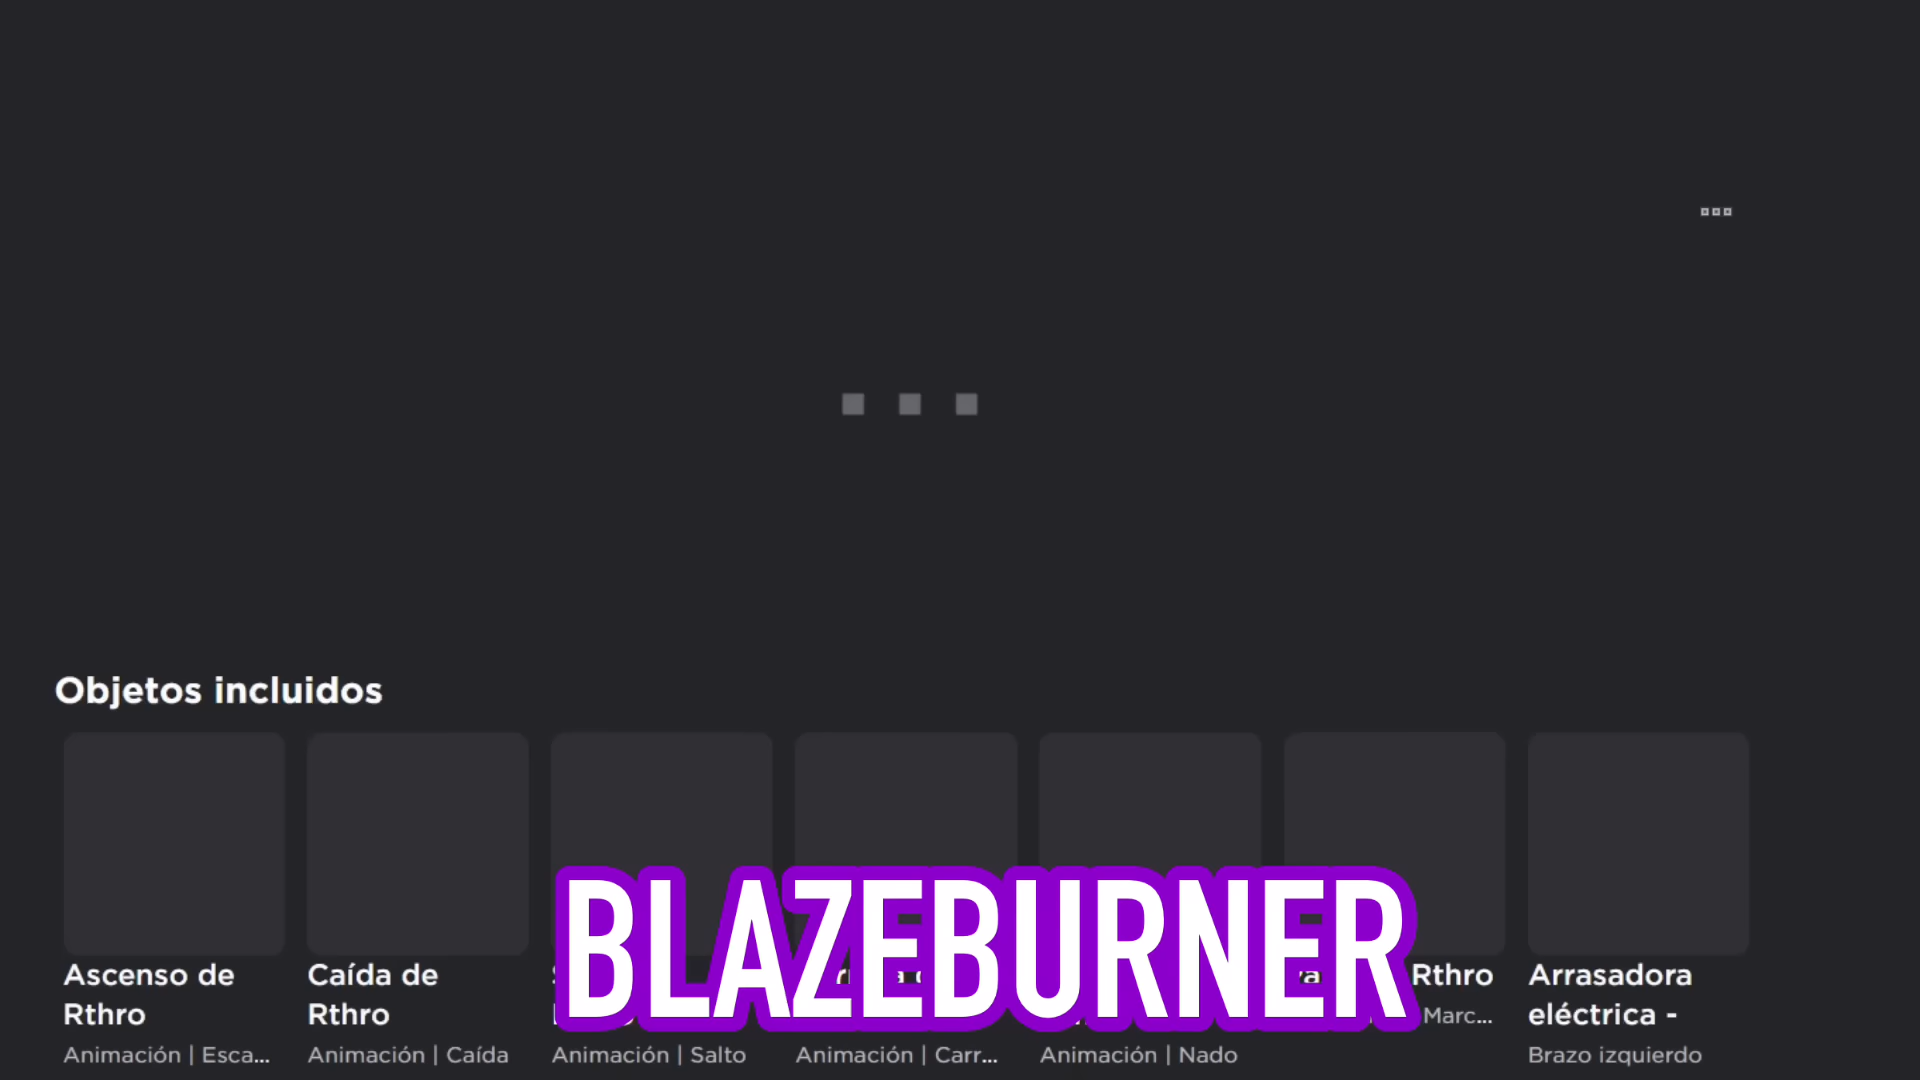 Objetos incluidos
Ascenso de
Rthro
Animación | Esca...
Caída de
Rthro
Animación | Caída
Animación | Salto
Animación | Carr...
Animación | Nado
Rthro
Marc...
Arrasadora
eléctrica -
Brazo izquierdo
BLAZEBURNER